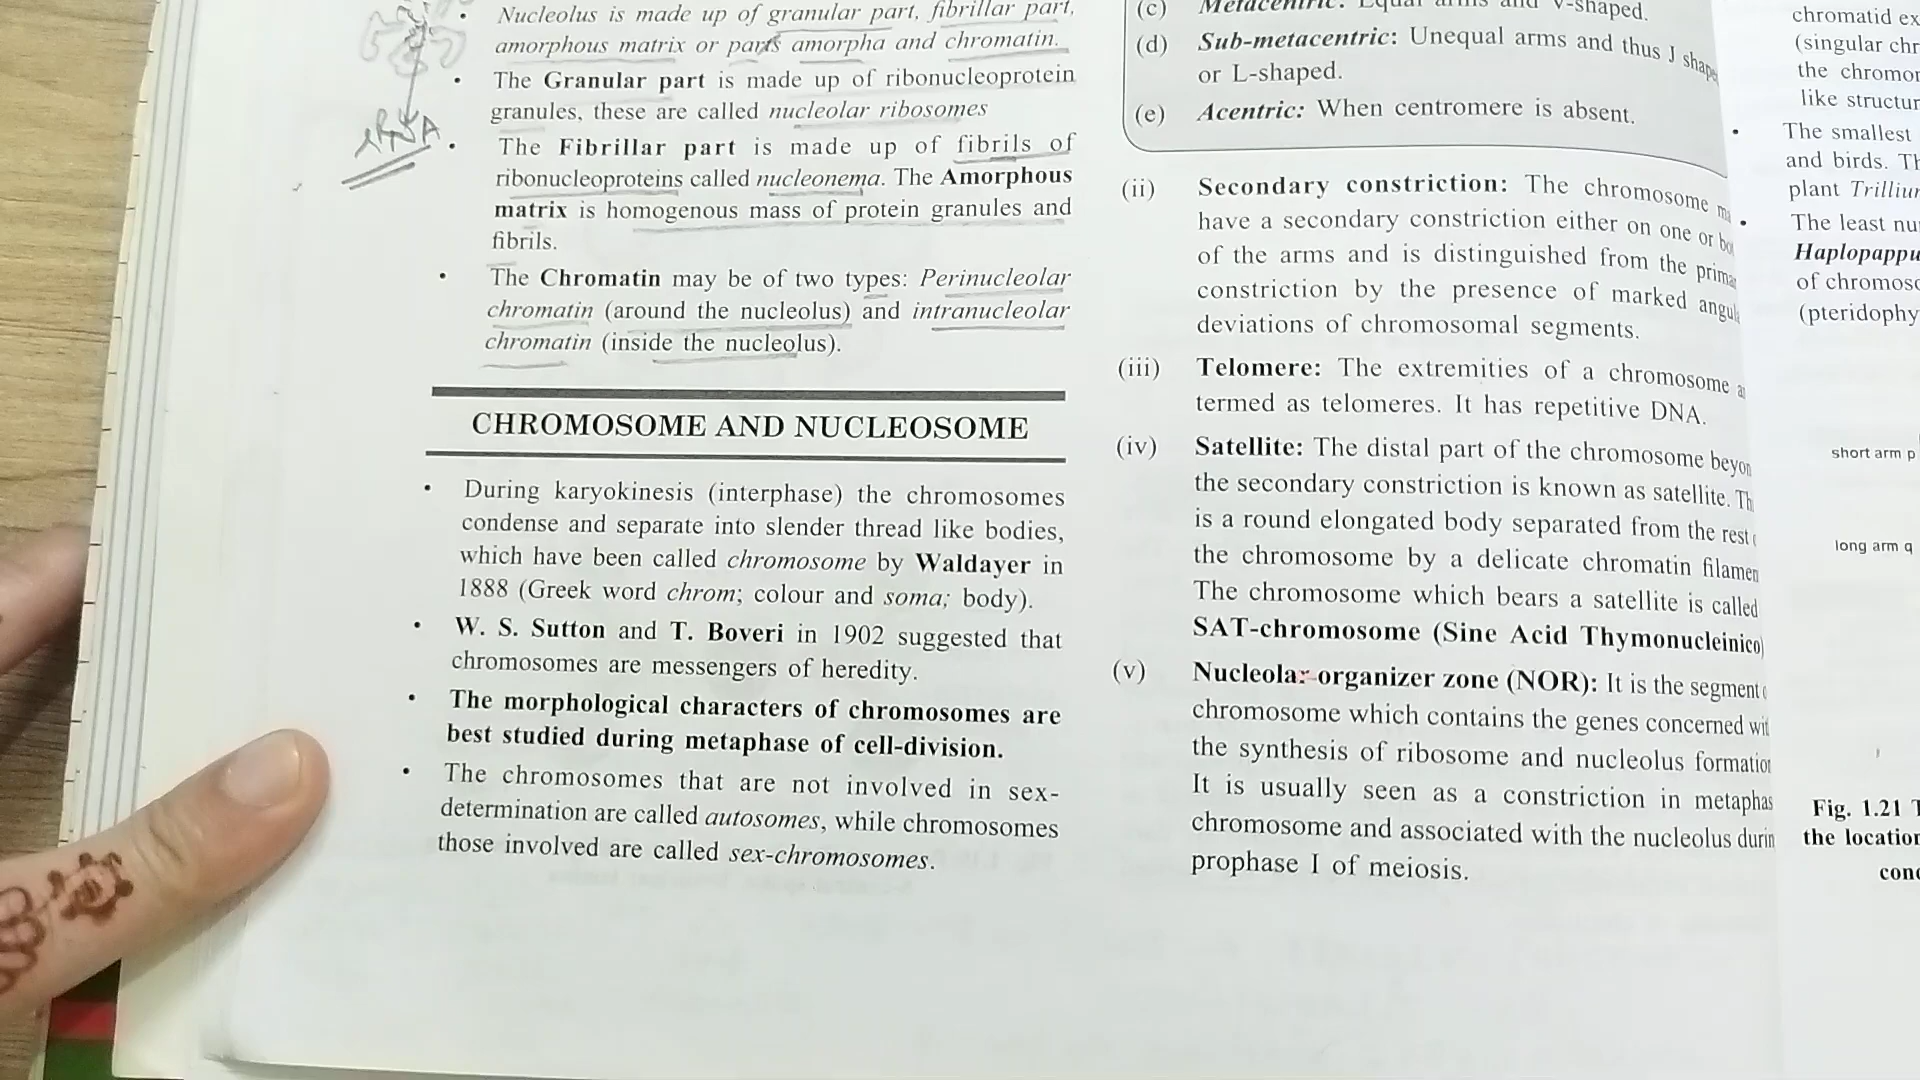 Nucleolus is made up of granular part, fibrillar part,
amorphous matrix or parts amorpha and chromatin.
• The Granular part is made up of ribonucleoprotein
granules, these are called nucleolar ribosomes
rRNA
• The Fibrillar part is made up of fibrils of
ribonucleoproteins called nucleonema. The Amorphous
matrix is homogenous mass of protein granules and
fibrils.
• The Chromatin may be of two types: Perinucleolar
chromatin (around the nucleolus) and intranucleolar
chromatin (inside the nucleolus).
CHROMOSOME AND NUCLEOSOME
• During karyokinesis (interphase) the chromosomes
condense and separate into slender thread like bodies,
which have been called chromosome by Waldayer in
1888 (Greek word chrom; colour and soma; body).
• W. S. Sutton and T. Boveri in 1902 suggested that
chromosomes are messengers of heredity.
• The morphological characters of chromosomes are
best studied during metaphase of cell-division.
• The chromosomes that are not involved in sex-
determination are called autosomes, while chromosomes
those involved are called sex-chromosomes.
(c) Metacentric: Equal arms and V-shaped.
(d) Sub-metacentric: Unequal arms and thus J shape
or L-shaped.
(e) Acentric: When centromere is absent.
(ii) Secondary constriction: The chromosome
have a secondary constriction either on one or
of the arms and is distinguished from the
constriction by the presence of marked
deviations of chromosomal segments.
(iii) Telomere: The extremities of a chromosome
termed as telomeres. It has repetitive DNA.
(iv) Satellite: The distal part of the chromosome
the secondary constriction is known as satellite.
is a round elongated body separated from the rest
the chromosome by a delicate chromatin
The chromosome which bears a satellite is called
SAT-chromosome (Sine Acid Thymonucleinico)
(v) Nucleolar-organizer zone (NOR): It is the segment
chromosome which contains the genes concerned
the synthesis of ribosome and nucleolus
It is usually seen as a constriction in
chromosome and associated with the nucleolus
prophase I of meiosis.
chromatid
(singular
the
like
• The smallest
and birds.
plant
• The least
of
short arm p
long arm q
Fig. 1.21
the